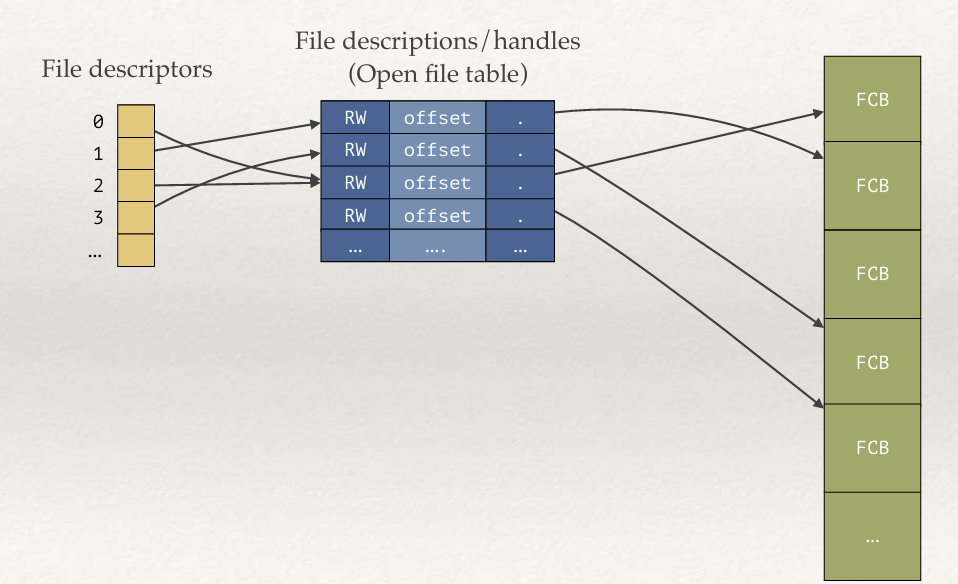 File descriptors
File descriptions/handles
(Open file table)
0
1
2
3
…
RW offset .
RW offset .
RW offset .
RW offset .
… …. …
FCB
FCB
FCB
FCB
FCB
…